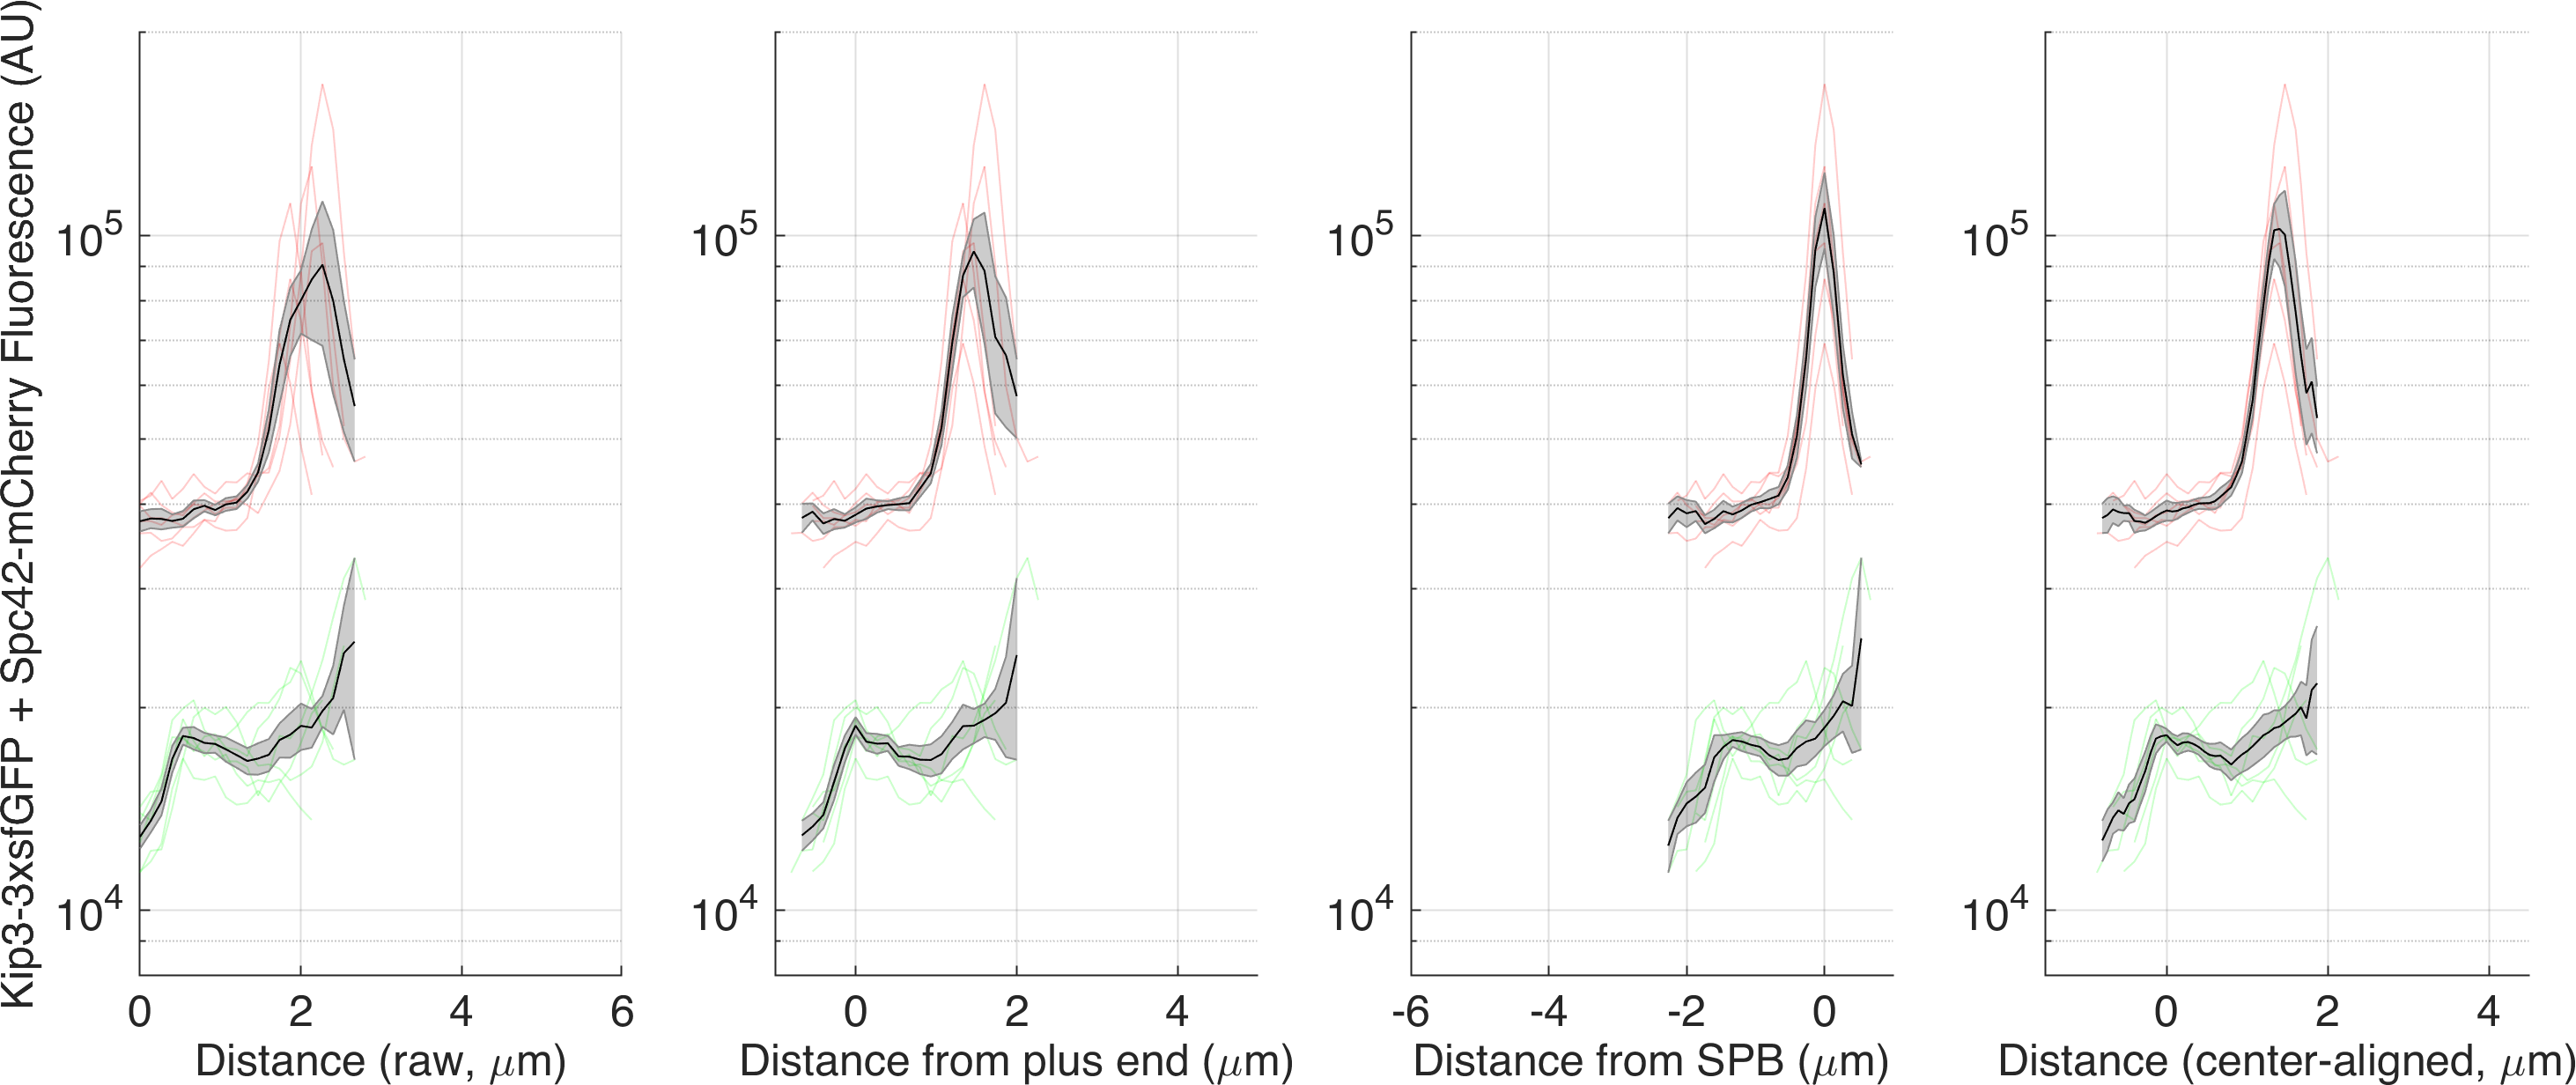 Kip3-3xsfGFP + Spc42-mCherry Fluorescence (AU)
10^5
10^4
0 2 4 6
Distance (raw, μm)
10^5
10^4
0 2 4
Distance from plus end (μm)
10^5
10^4
-6 -4 -2 0
Distance from SPB (μm)
10^5
10^4
0 2 4
Distance (center-aligned, μm)